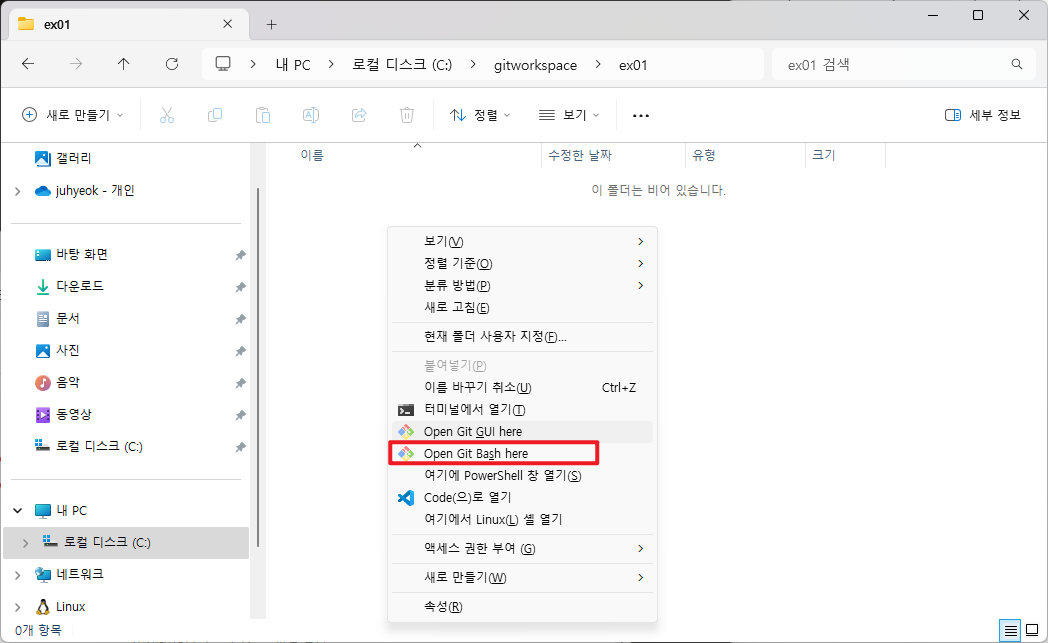 ex01
내 PC 로컬 디스크 (C:) gitworkspace ex01
ex01 검색
새로 만들기 정렬 보기 세부 정보
갤러리
juhyeok - 개인
바탕 화면
다운로드
문서
사진
음악
동영상
로컬 디스크 (C:)
내 PC
로컬 디스크 (C:)
네트워크
Linux
이름 수정한 날짜 유형 크기
이 폴더는 비어 있습니다.
보기(V)
정렬 기준(O)
분류 방법(P)
새로 고침(E)
현재 폴더 사용자 지정(F)...
붙여넣기(P)
이름 바꾸기 취소(U) Ctrl+Z
터미널에서 열기(T)
Open Git GUI here
Open Git Bash here
여기에 PowerShell 창 열기(S)
Code(으)로 열기
여기에서 Linux(L) 셸 열기
액세스 권한 부여 (G)
새로 만들기(W)
속성(R)
0개 항목